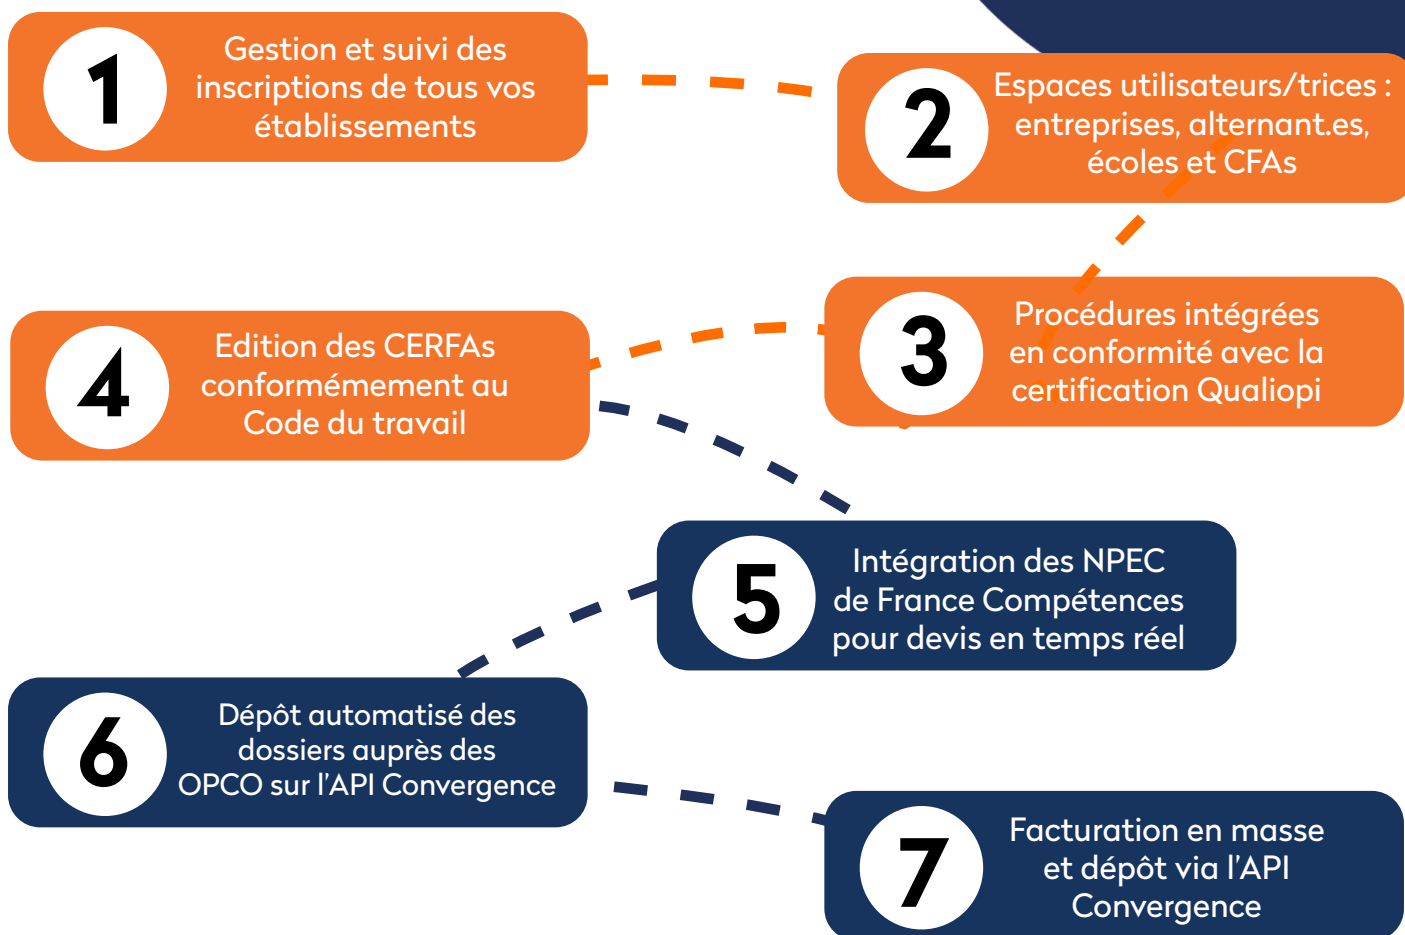 1
Gestion et suivi des
inscriptions de tous vos
établissements
2
Espaces utilisateurs/trices :
entreprises, alternant.es,
écoles et CFAs
3
Procédures intégrées
en conformité avec la
certification Qualiopi
4
Edition des CERFAs
conformémement au
Code du travail
5
Intégration des NPEC
de France Compétences
pour devis en temps réel
6
Dépôt automatisé des
dossiers auprès des
OPCO sur l'API Convergence
7
Facturation en masse
et dépôt via l'API
Convergence